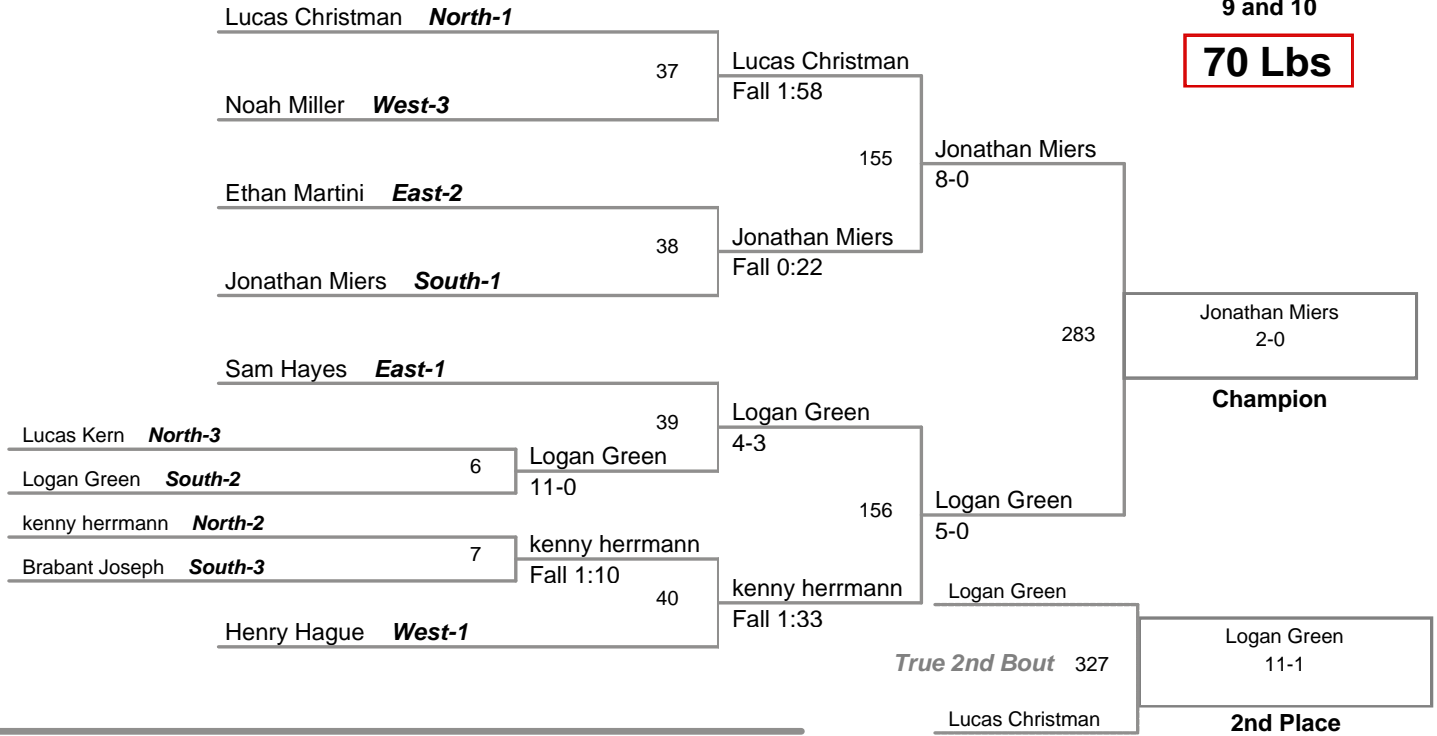 9 and 10
70 Lbs
Lucas Christman North-1
37
Noah Miller West-3
Lucas Christman
Fall 1:58
155
Ethan Martini East-2
38
Jonathan Miers South-1
Jonathan Miers
Fall 0:22
Jonathan Miers
8-0
283
Sam Hayes East-1
39
Lucas Kern North-3
6
Logan Green South-2
Logan Green
11-0
Logan Green
4-3
156
kenny herrmann North-2
7
Brabant Joseph South-3
kenny herrmann
Fall 1:10
40
Henry Hague West-1
kenny herrmann
Fall 1:33
Logan Green
5-0
Jonathan Miers
2-0
Champion
Logan Green
True 2nd Bout 327
Lucas Christman
Logan Green
11-1
2nd Place